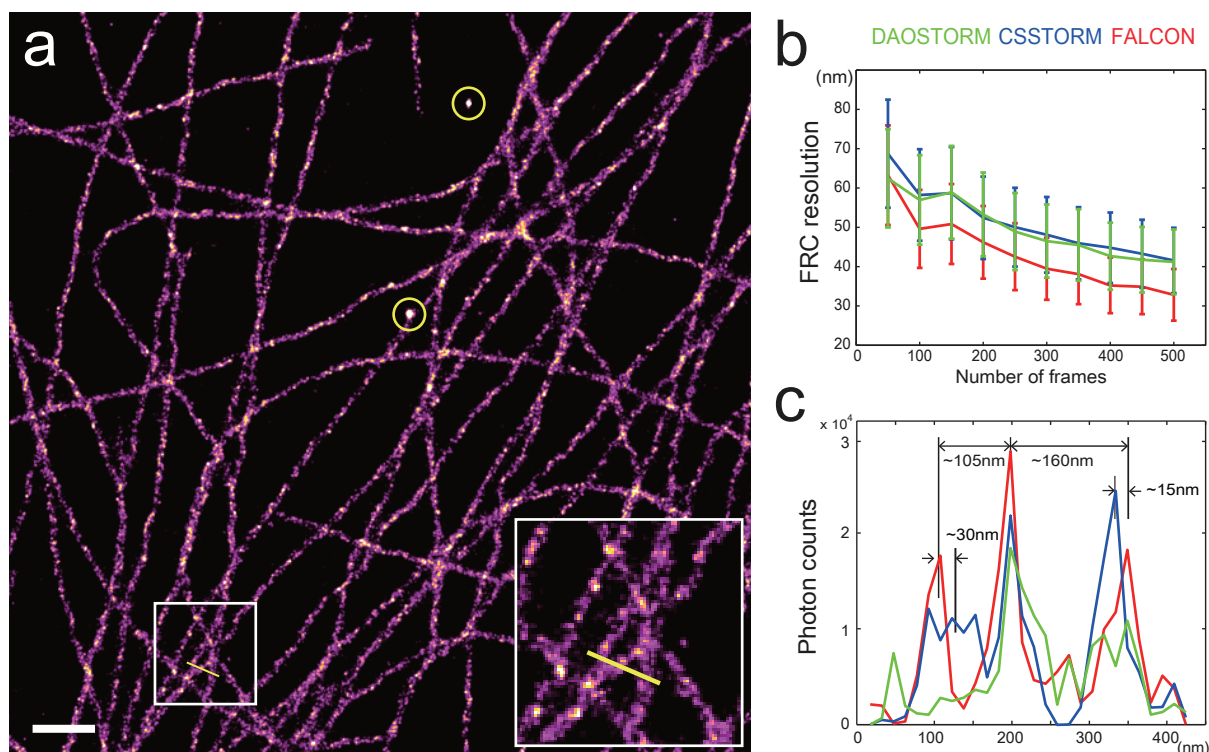 a
b
DAOSTORM CSSTORM FALCON
(nm)
80
70
60
50
40
30
20
FRC resolution
100 200 300 400 500
Number of frames
c
x 10⁴
3
2
1
0
Photon counts
~105nm ~160nm
~15nm
~30nm
0 100 200 300 400
(nm)